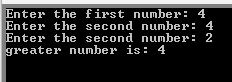 Enter the first number: 4
Enter the second number: 4
Enter the second number: 2
greater number is: 4